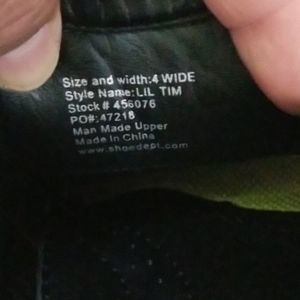 Size and width:4 WIDE
Style Name:LIL TIM
Stock# 456076
PO#:47218
Man Made Upper
Made in China
www.shoedept.com